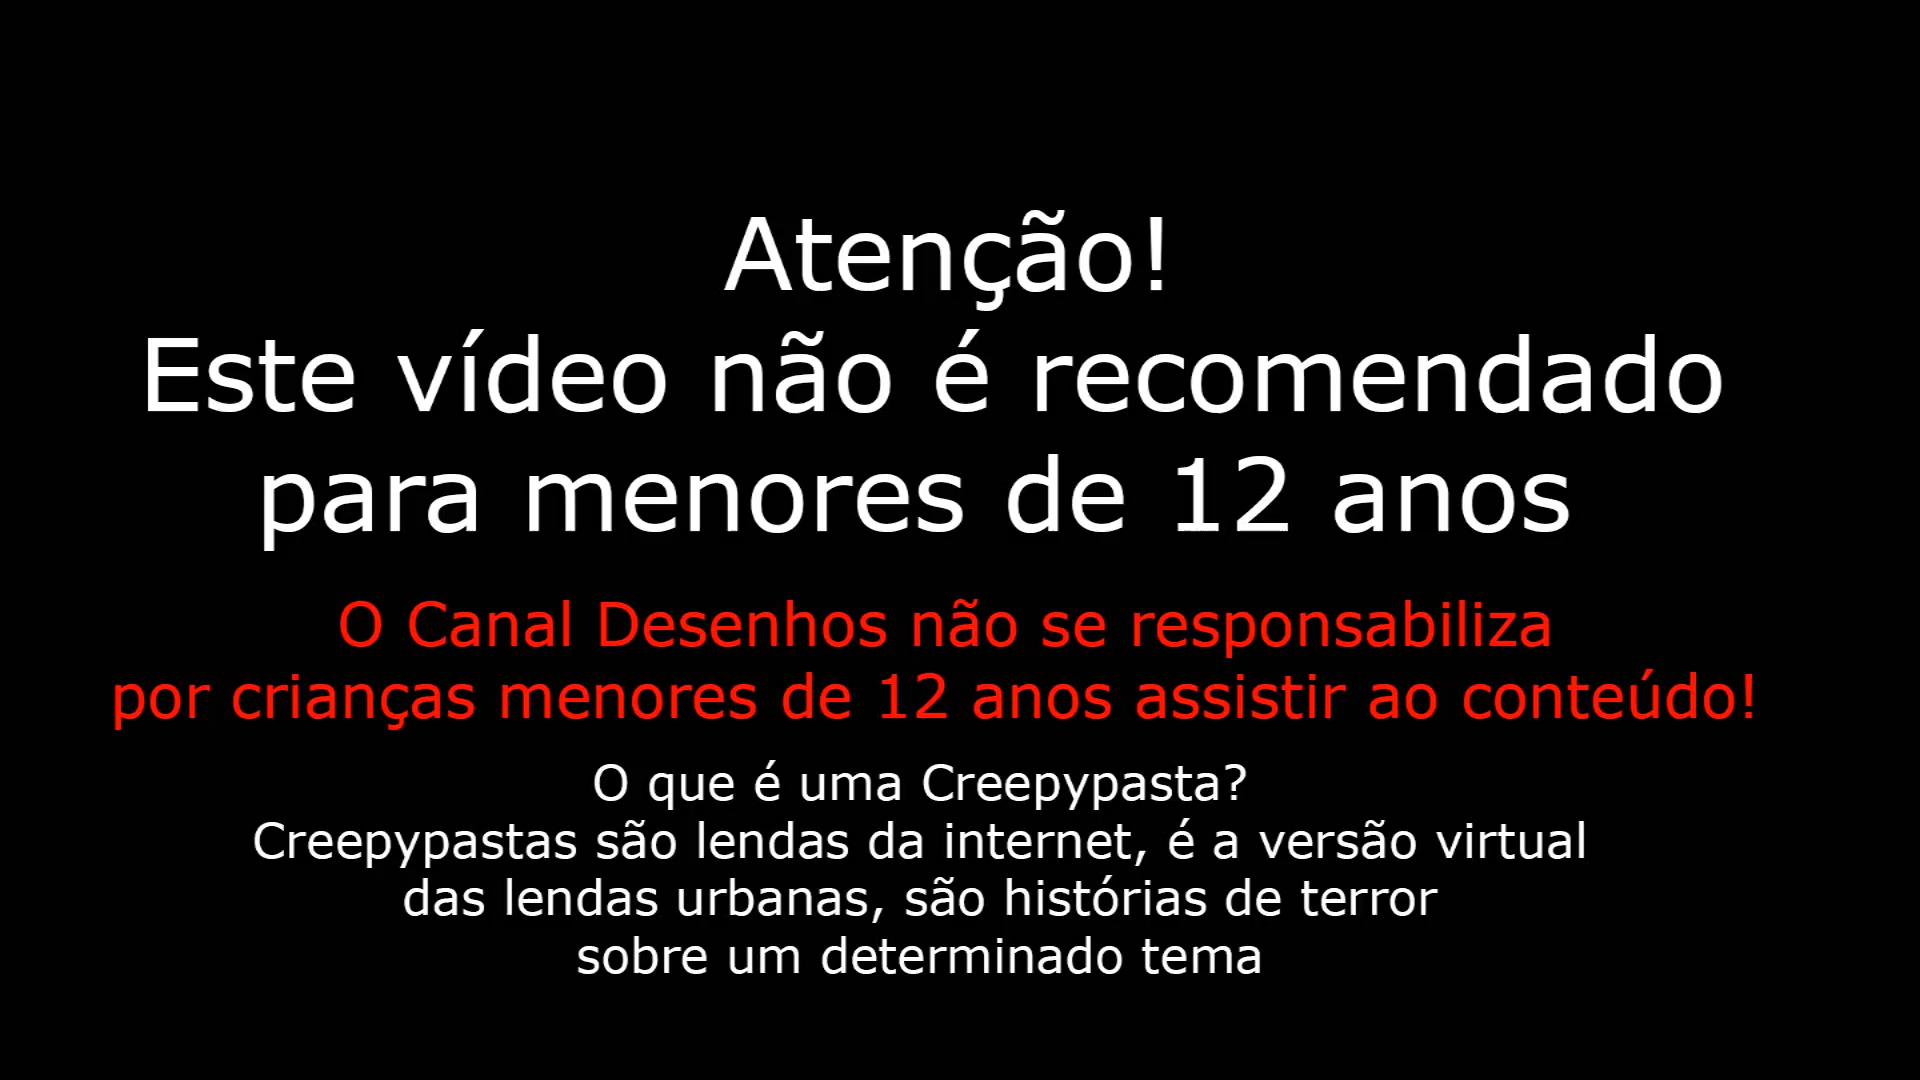 Atenção!
Este vídeo não é recomendado
para menores de 12 anos
O Canal Desenhos não se responsabiliza
por crianças menores de 12 anos assistir ao conteúdo!
O que é uma Creepypasta?
Creepypastas são lendas da internet, é a versão virtual
das lendas urbanas, são histórias de terror
sobre um determinado tema